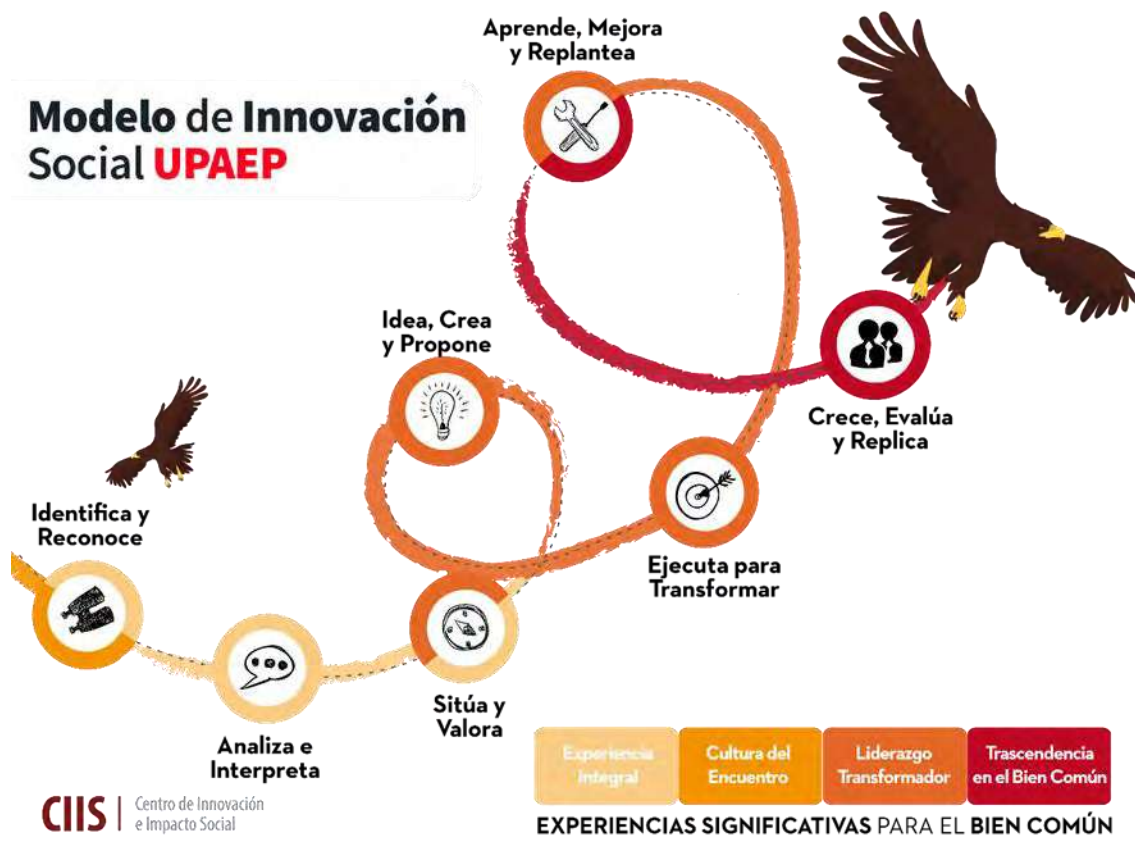 Modelo de Innovación
Social UPAEP
Aprende, Mejora
y Replantea
Idea, Crea
y Propone
Crece, Evalúa
y Replica
Identifica y
Reconoce
Ejecuta para
Transformar
Sitúa y
Valora
Analiza e
Interpreta
Experiencia
Integral
Cultura del
Encuentro
Liderazgo
Transformador
Trascendencia
en el Bien Común
EXPERIENCIAS SIGNIFICATIVAS PARA EL BIEN COMÚN
CIIS
Centro de Innovación
e Impacto Social